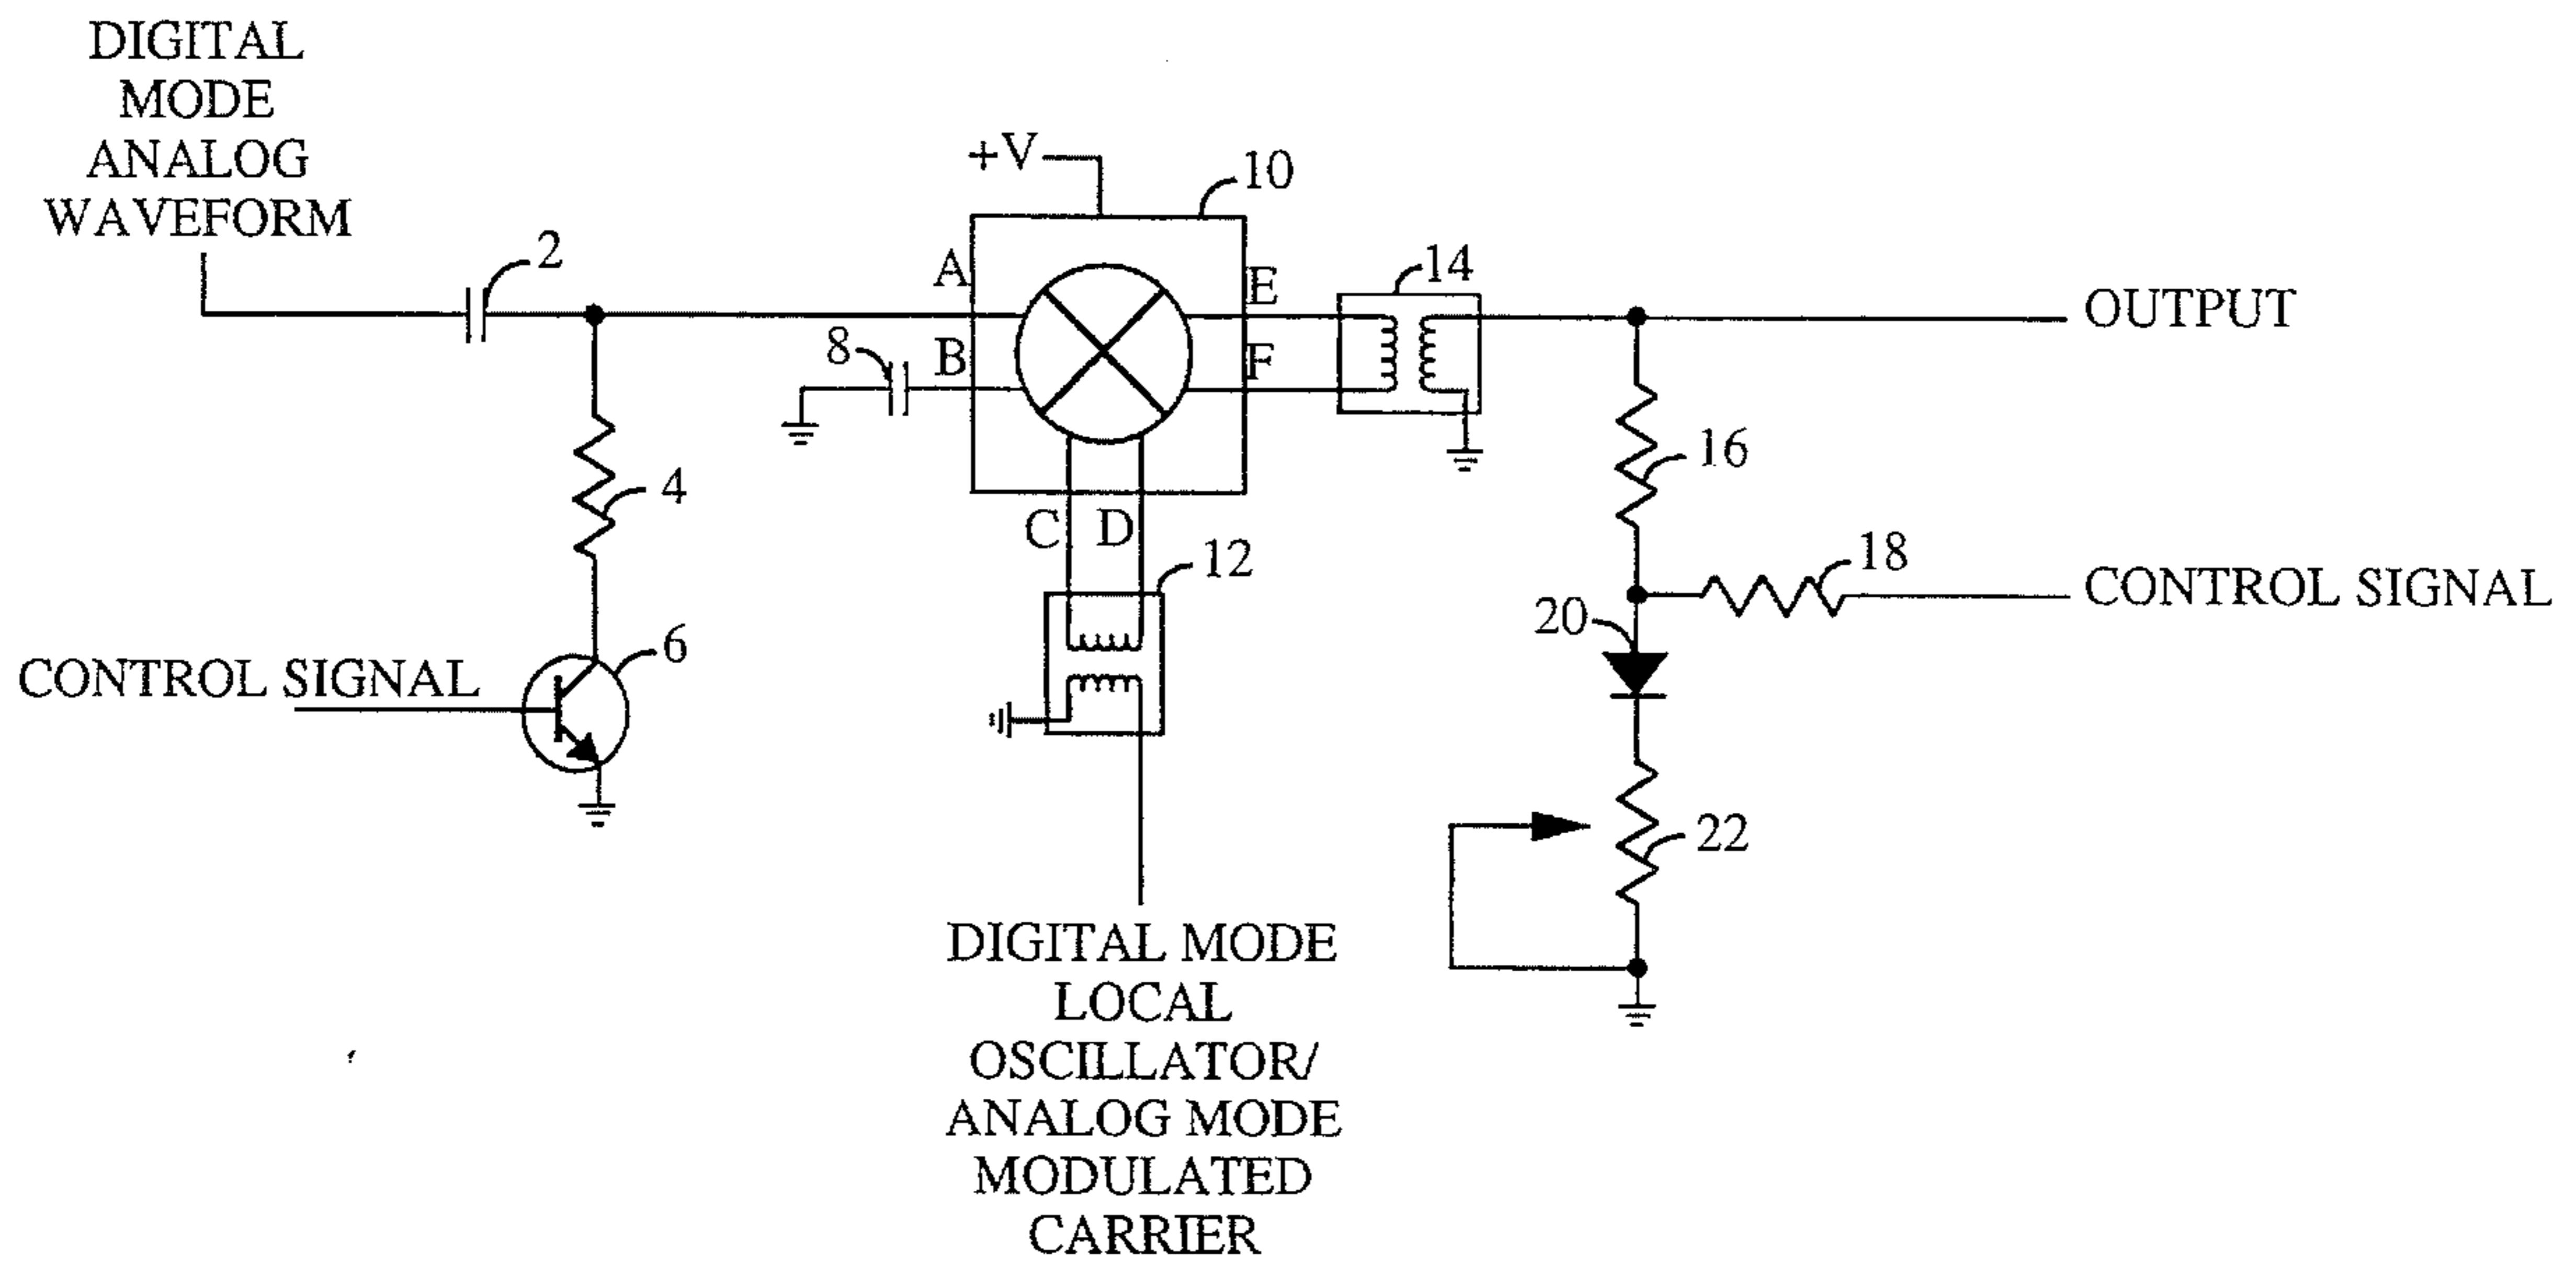 DIGITAL
MODE
ANALOG
WAVEFORM
+V
10
2
A
E
14
OUTPUT
8
B
F
16
4
C
D
12
18
CONTROL SIGNAL
20
6
CONTROL SIGNAL
22
DIGITAL MODE
LOCAL
OSCILLATOR/
ANALOG MODE
MODULATED
CARRIER